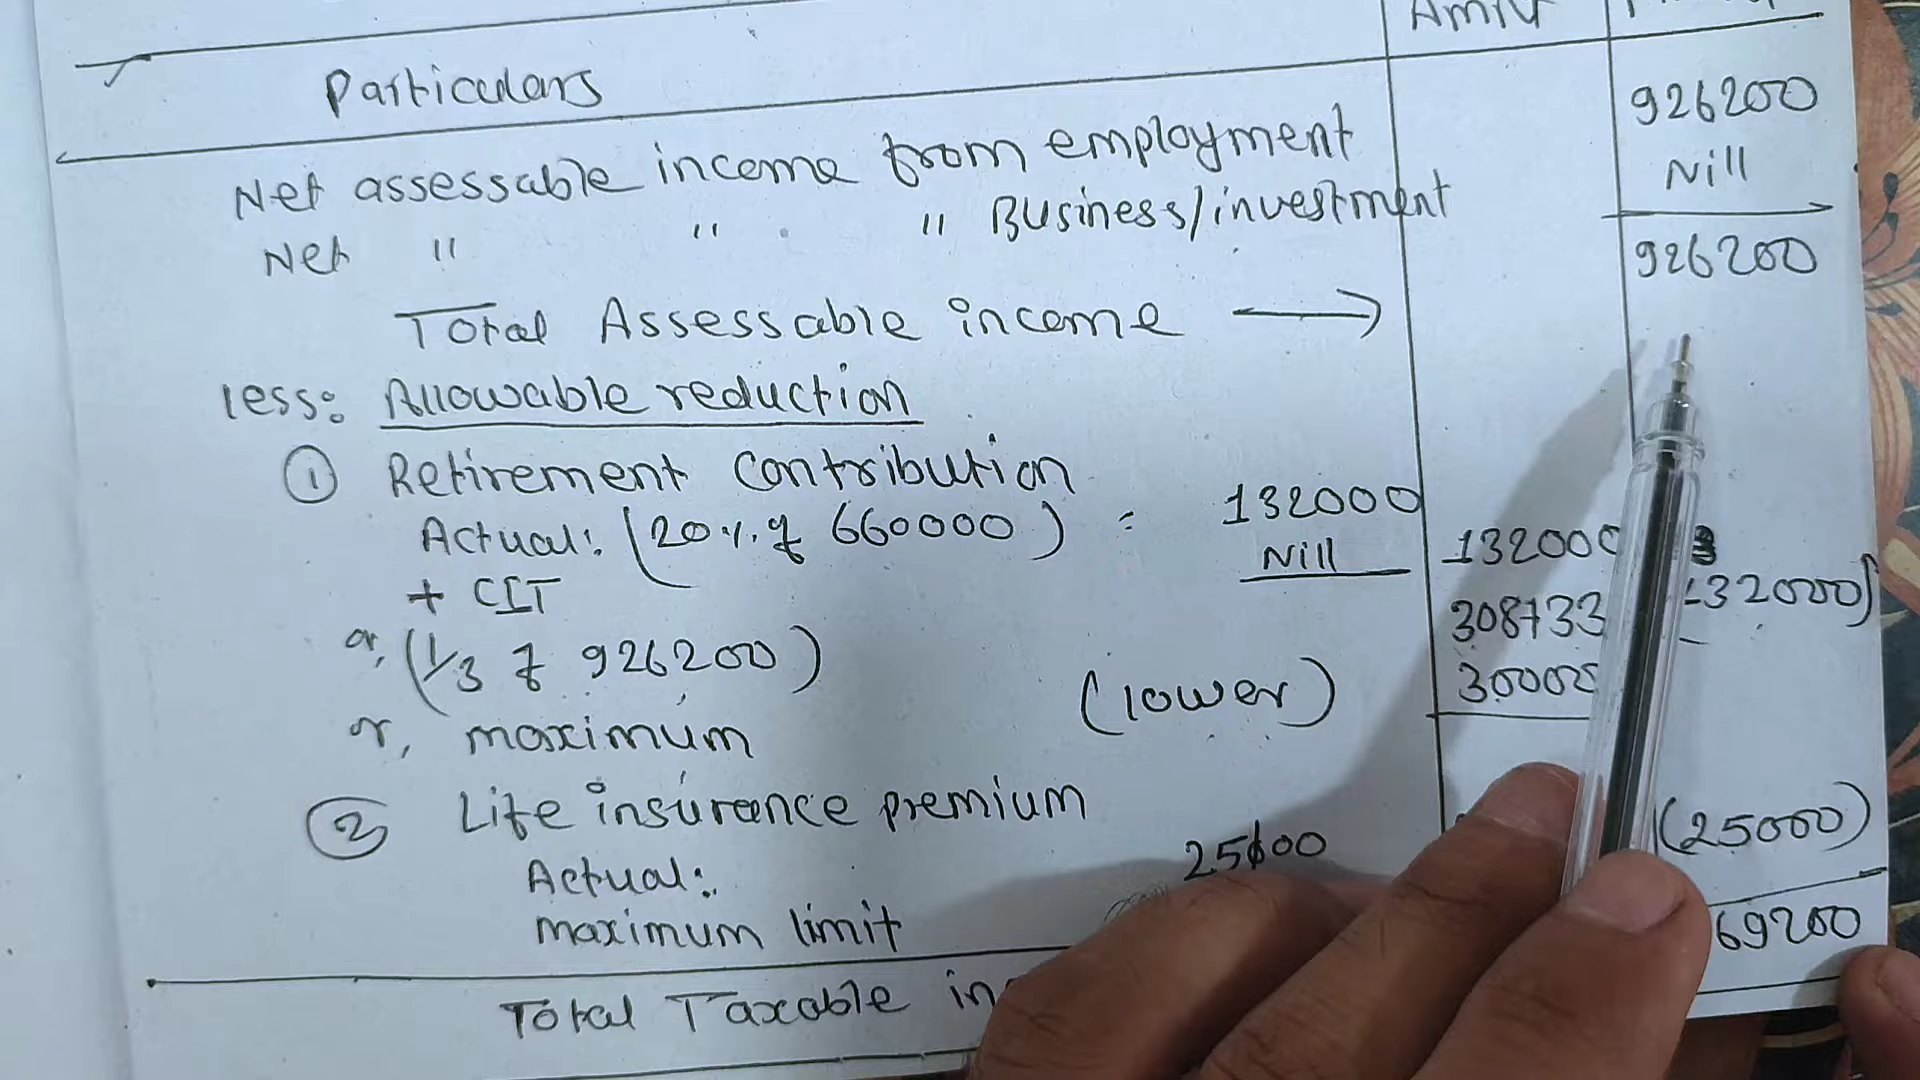 Particulars
Net assessable income from employment 926200
Net " " " Business/investment Nill
Total Assessable income → 926200
less: Allowable reduction
① Retirement contribution
Actual: (20% of 660000) = 132000 132000
+ CIT Nill
or, (1/3 of 926200) 308733 132000)
or, maximum (lower) 30000
② Life insurance premium
Actual: 25000 (25000)
maximum limit
Total Taxable in 69200